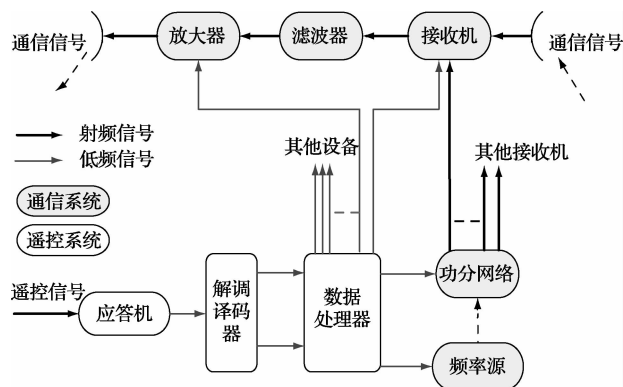 通信信号
放大器
滤波器
接收机
通信信号
射频信号
低频信号
其他设备
其他接收机
通信系统
遥控系统
遥控信号
应答机
解调
译码
器
数据
处理器
功分网络
频率源